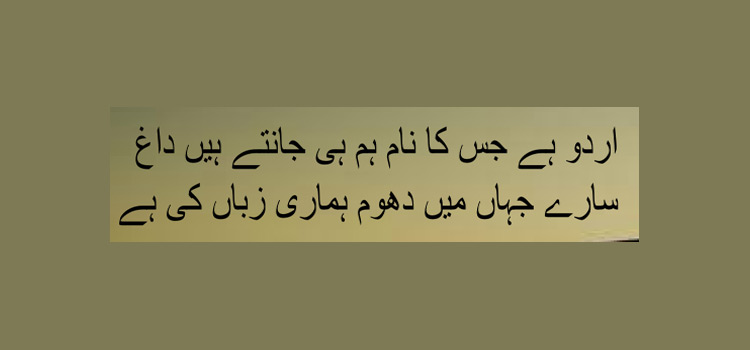 اردو ہے جس کا نام ہم ہی جانتے ہیں داغ
سارے جہاں میں دھوم ہماری زباں کی ہے